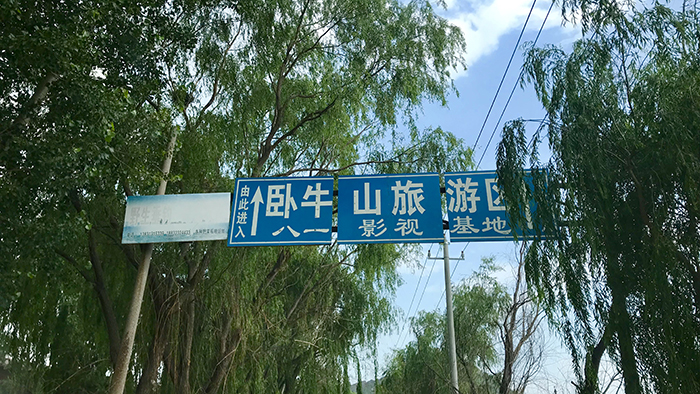 由此进入
卧牛山旅游区
八一影视基地